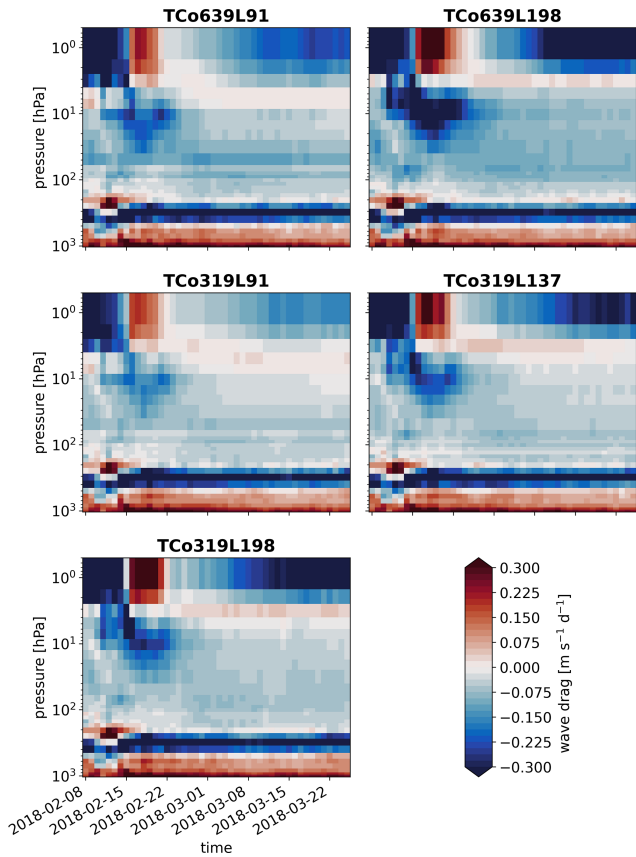 TCo639L91
TCo639L198
pressure [hPa]
10⁰
10¹
10²
10³
TCo319L91
TCo319L137
pressure [hPa]
10⁰
10¹
10²
10³
TCo319L198
pressure [hPa]
10⁰
10¹
10²
10³
2018-02-08
2018-02-15
2018-02-22
2018-03-01
2018-03-08
2018-03-15
2018-03-22
time
0.300
0.225
0.150
0.075
0.000
−0.075
−0.150
−0.225
−0.300
wave drag [m s⁻¹ d⁻¹]